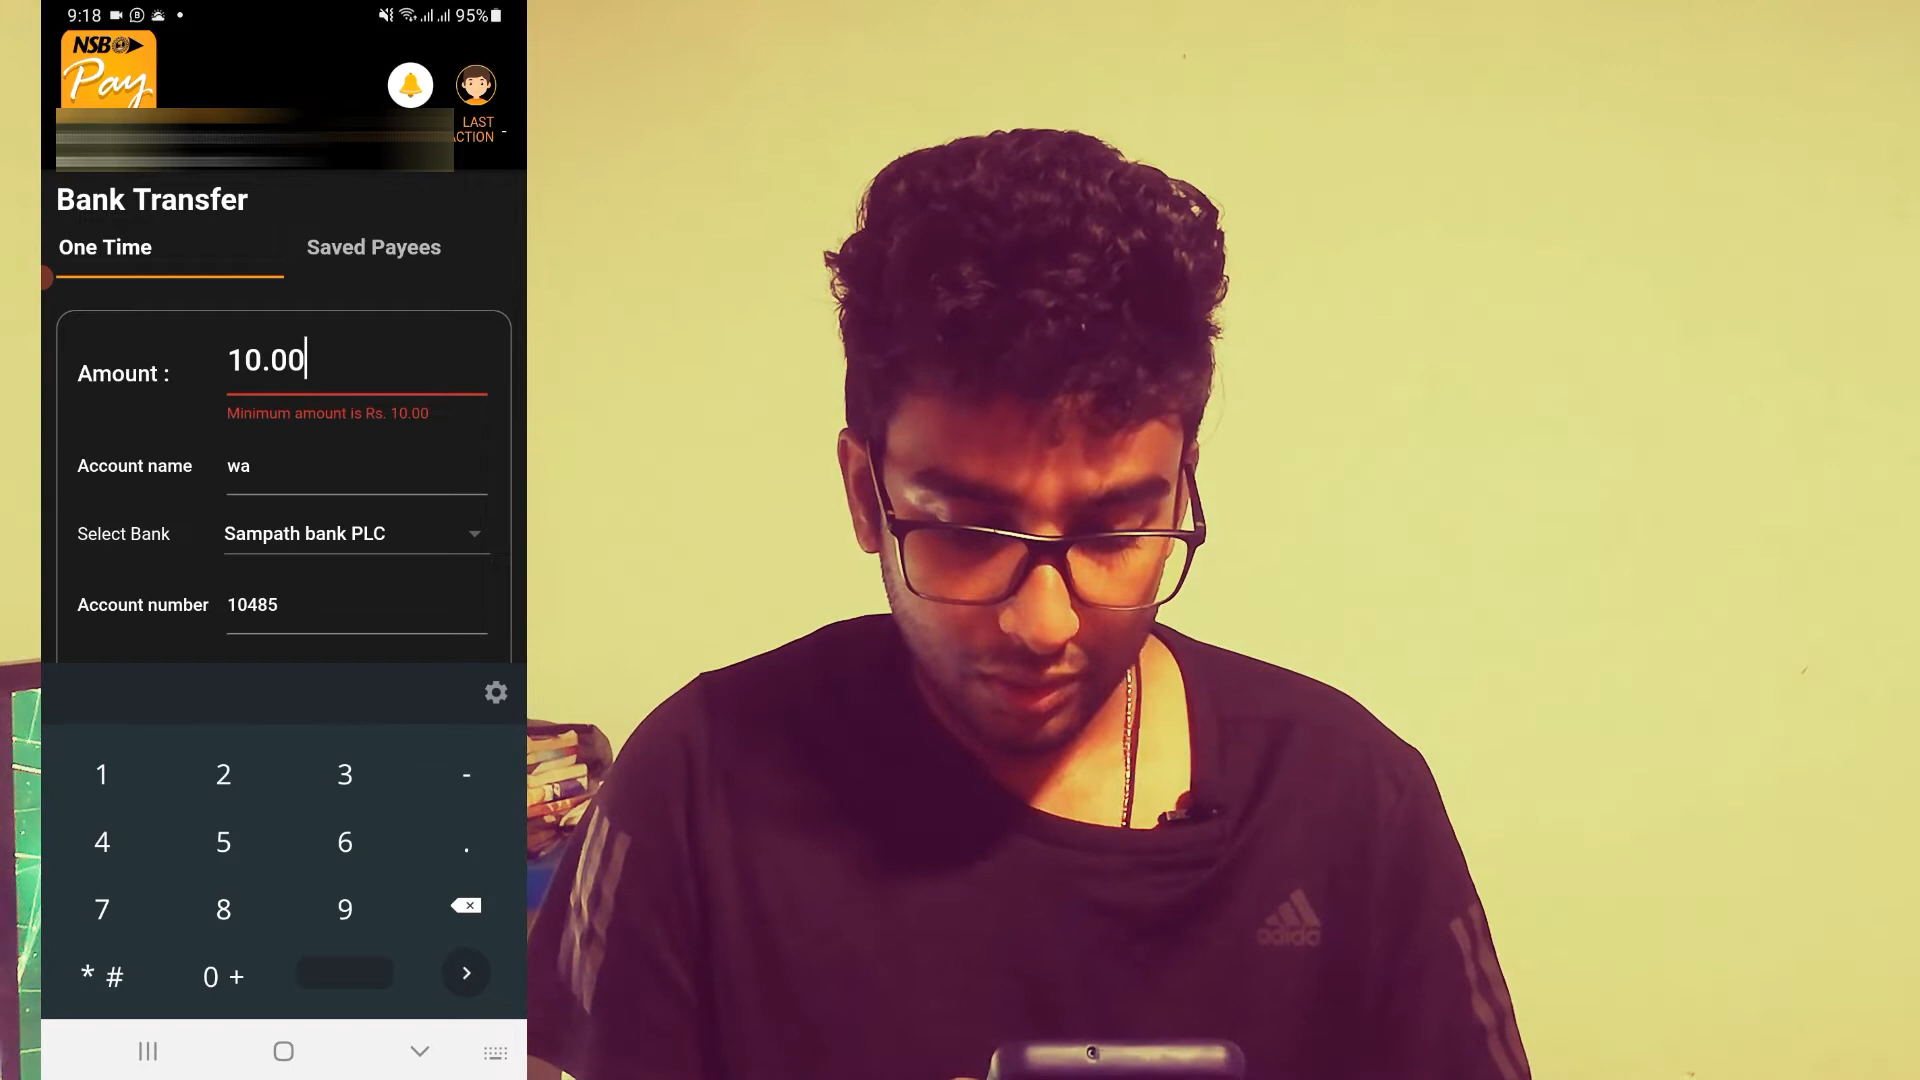 9:18 95%
NSB
Pay
LAST
ACTION -
Bank Transfer
One Time Saved Payees
Amount : 10.00
Minimum amount is Rs. 10.00
Account name wa
Select Bank Sampath bank PLC
Account number 10485
1 2 3 -
4 5 6 .
7 8 9
* # 0 +
adidas